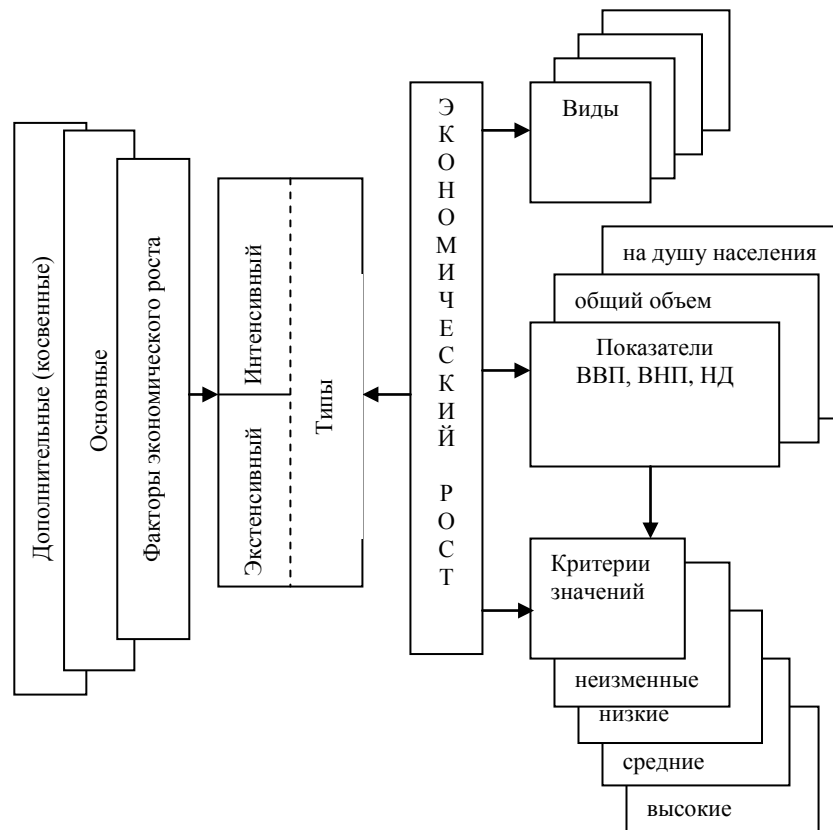 Дополнительные (косвенные)
Основные
Факторы экономического роста
Экстенсивный
Интенсивный
Типы
ЭКОНОМИЧЕСКИЙ РОСТ
Виды
на душу населения
общий объем
Показатели
ВВП, ВНП, НД
Критерии
значений
неизменные
низкие
средние
высокие